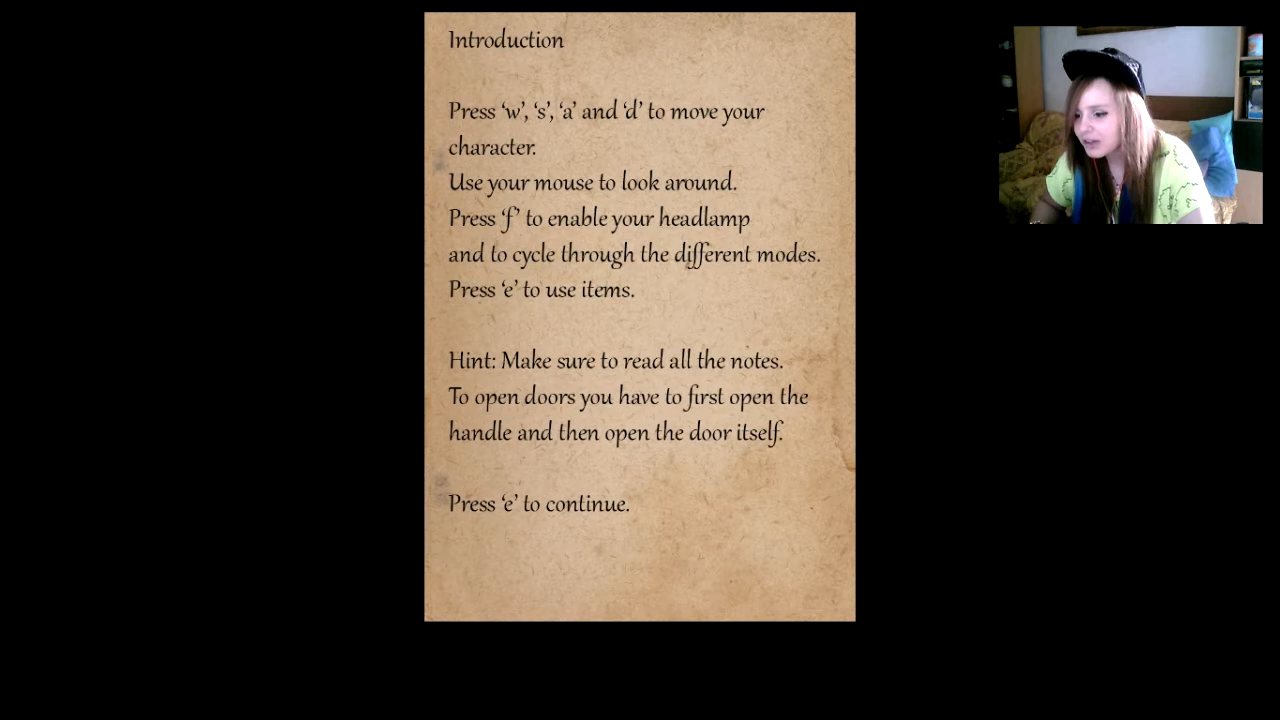 Introduction
Press ‘w’, ‘s’, ‘a’ and ‘d’ to move your
character.
Use your mouse to look around.
Press ‘f’ to enable your headlamp
and to cycle through the different modes.
Press ‘e’ to use items.
Hint: Make sure to read all the notes.
To open doors you have to first open the
handle and then open the door itself.
Press ‘e’ to continue.